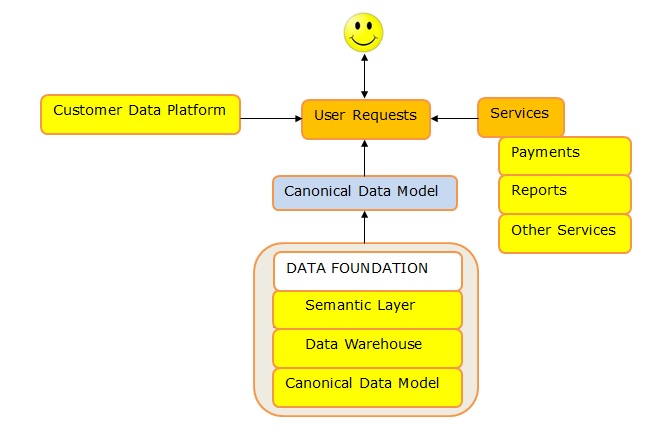 Customer Data Platform
User Requests
Services
Payments
Reports
Other Services
Canonical Data Model
DATA FOUNDATION
Semantic Layer
Data Warehouse
Canonical Data Model